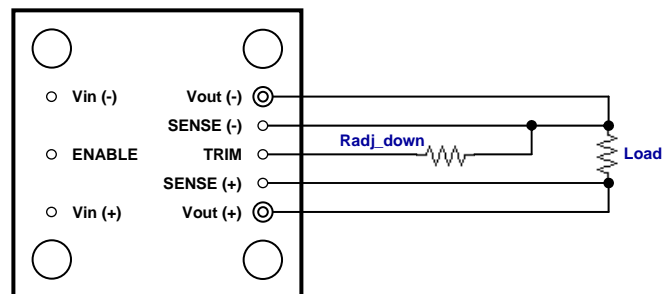 Vin (-) Vout (-)
SENSE (-)
Radj_down
ENABLE TRIM Load
SENSE (+)
Vin (+) Vout (+)